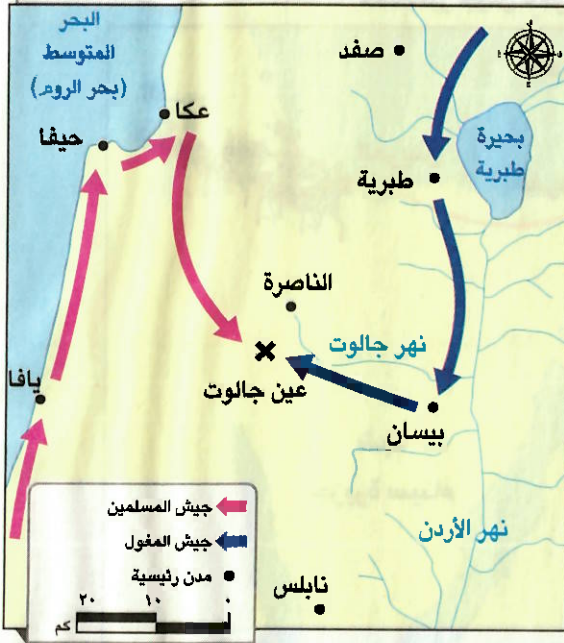 البحر
المتوسط
(بحر الروم)
صفد
عكا
حيفا
بحيرة
طبرية
طبرية
الناصرة
نهر جالوت
عين جالوت
يافا
بيسان
نهر الأردن
نابلس
جيش المسلمين
جيش المغول
مدن رئيسية
٢٠ ١٠ ٠
كم